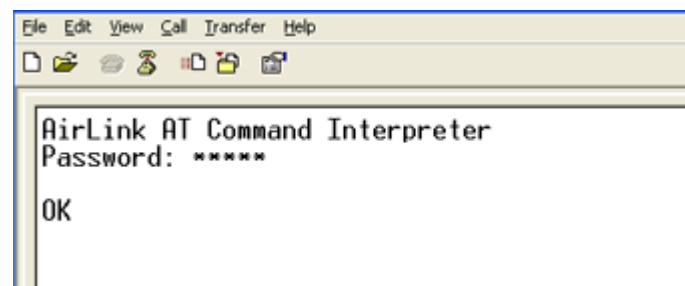 File Edit View Call Transfer Help
AirLink AT Command Interpreter
Password: *****
OK